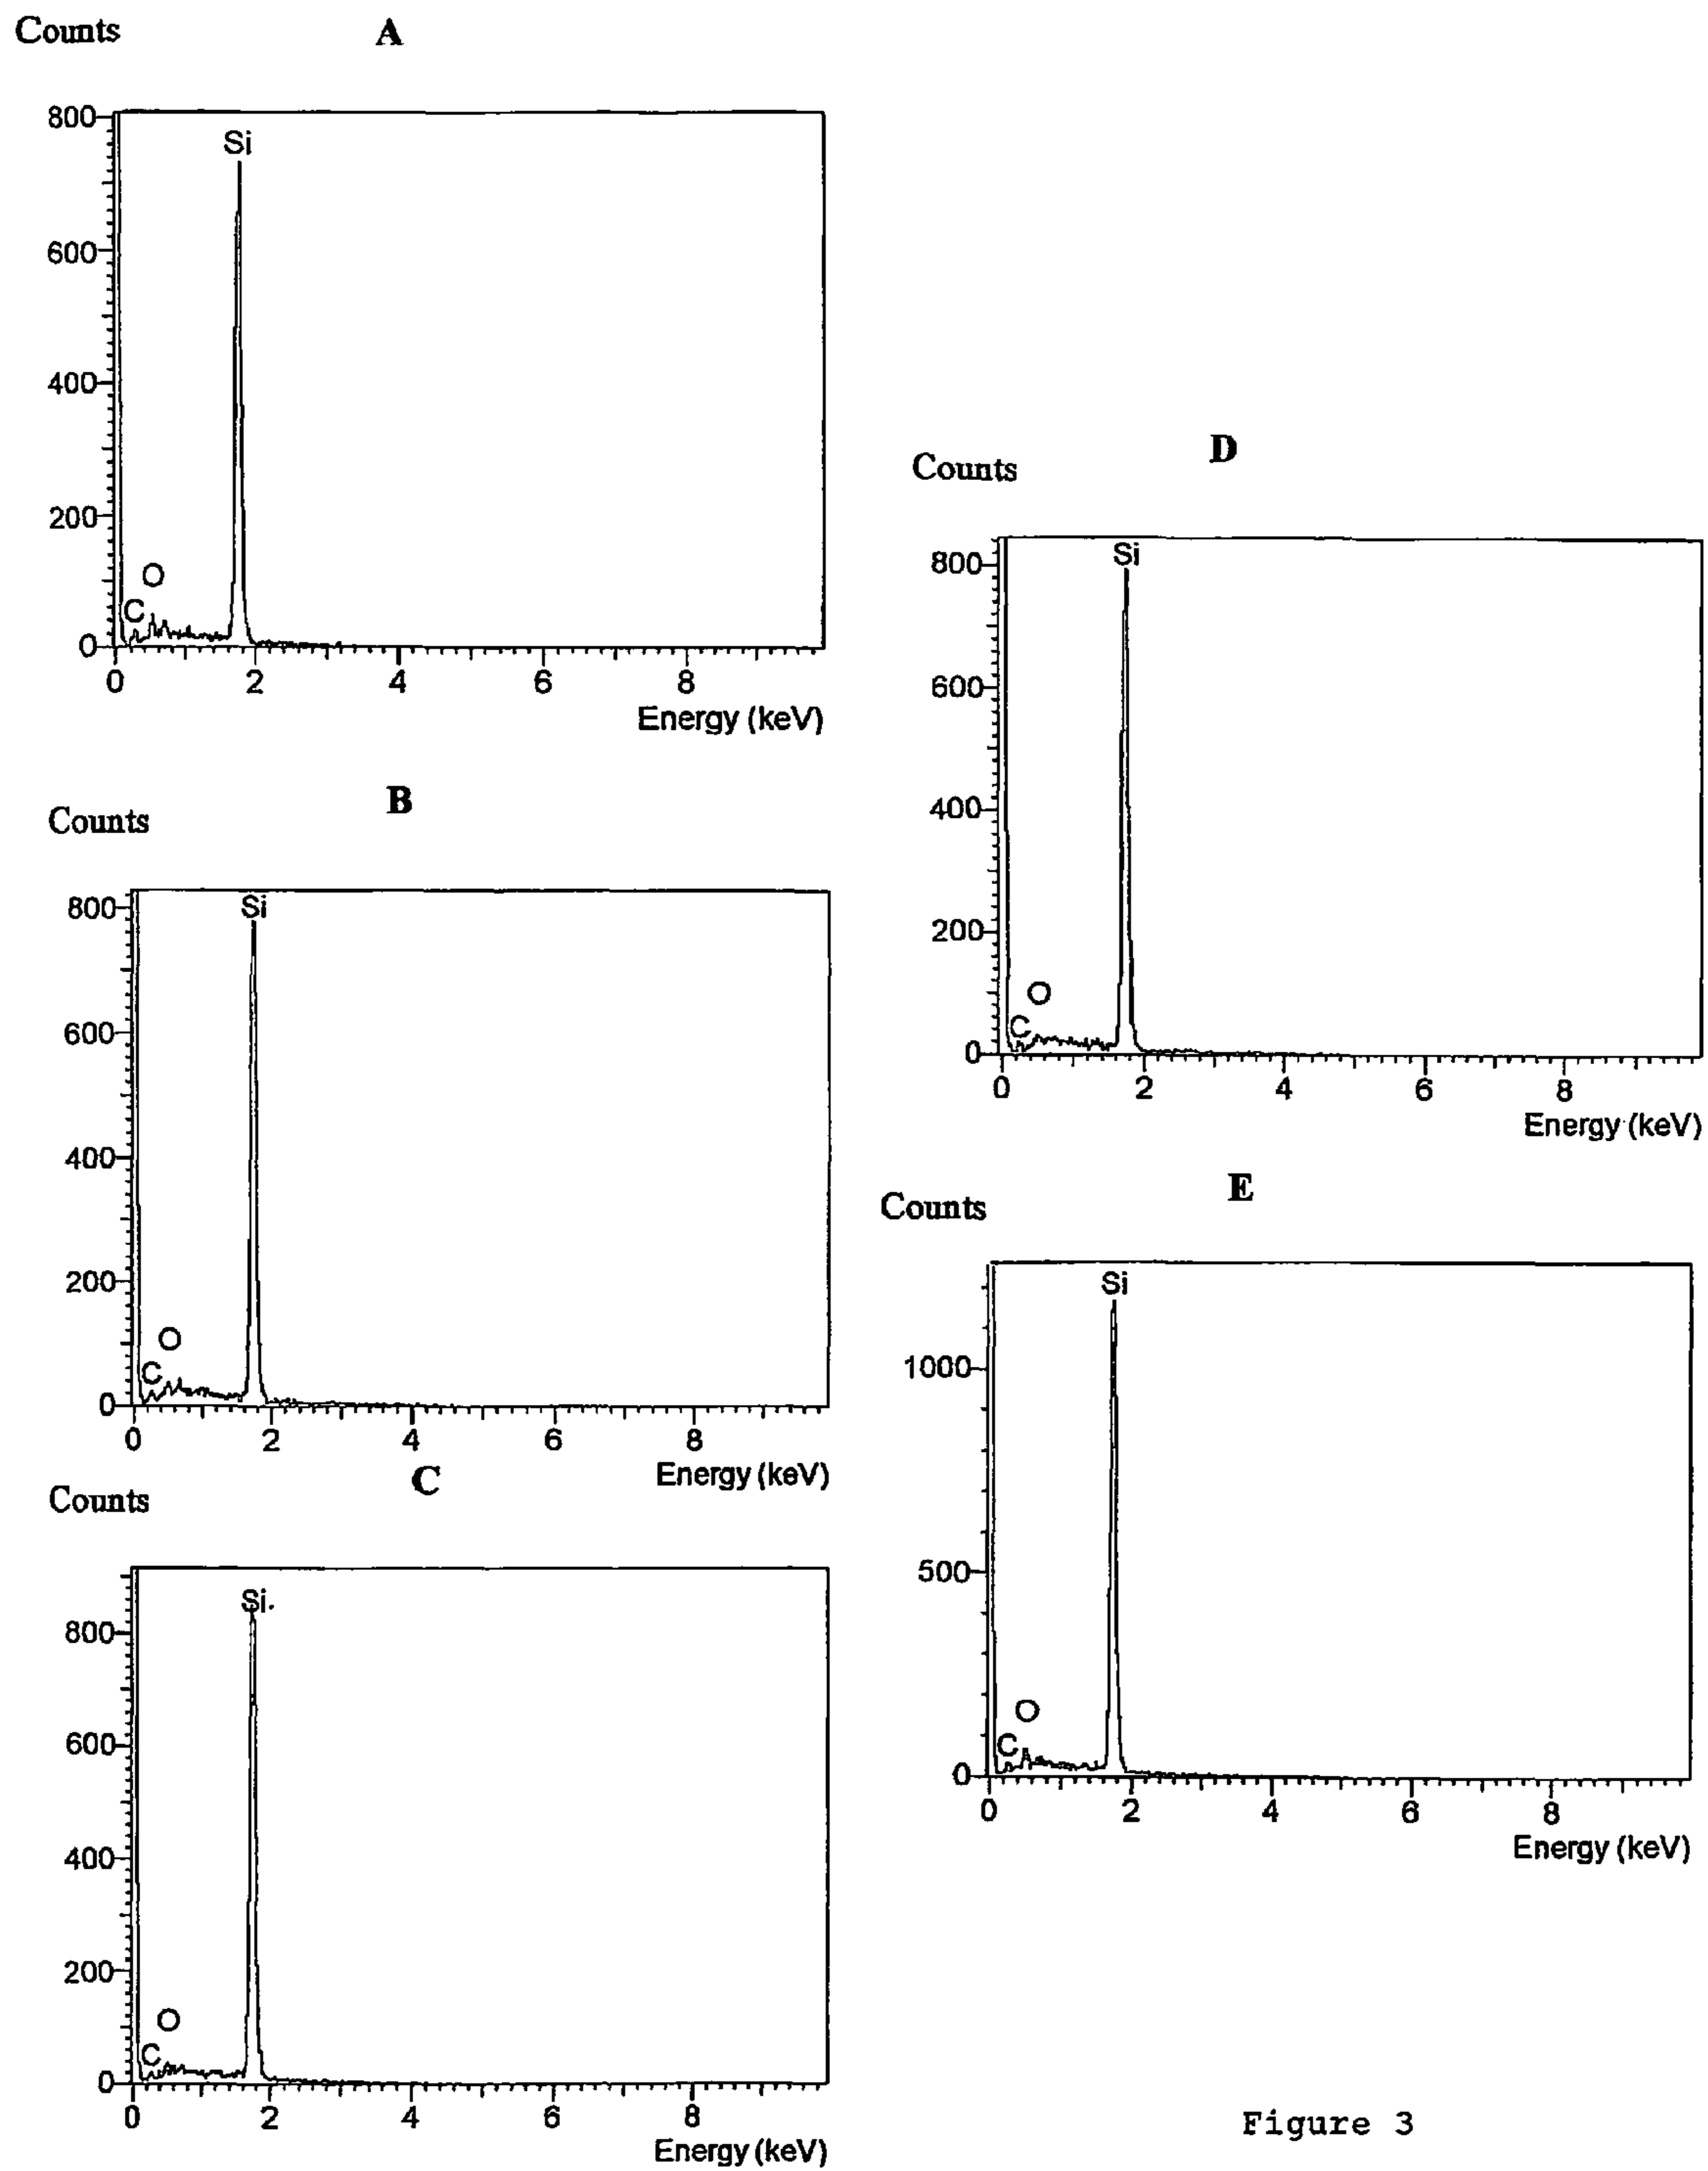 Counts
A
800
Si
600
400
200
O
C
0
0 2 4 6 8
Energy (keV)
Counts
B
800
Si
600
400
200
O
C
0
0 2 4 6 8
Energy (keV)
Counts
C
Si.
800
600
400
200
O
C
0
0 2 4 6 8
Energy (keV)
Counts
D
800
Si
600
400
200
O
C
0
0 2 4 6 8
Energy (keV)
Counts
E
Si
1000
500
O
C
0
0 2 4 6 8
Energy (keV)
Figure 3